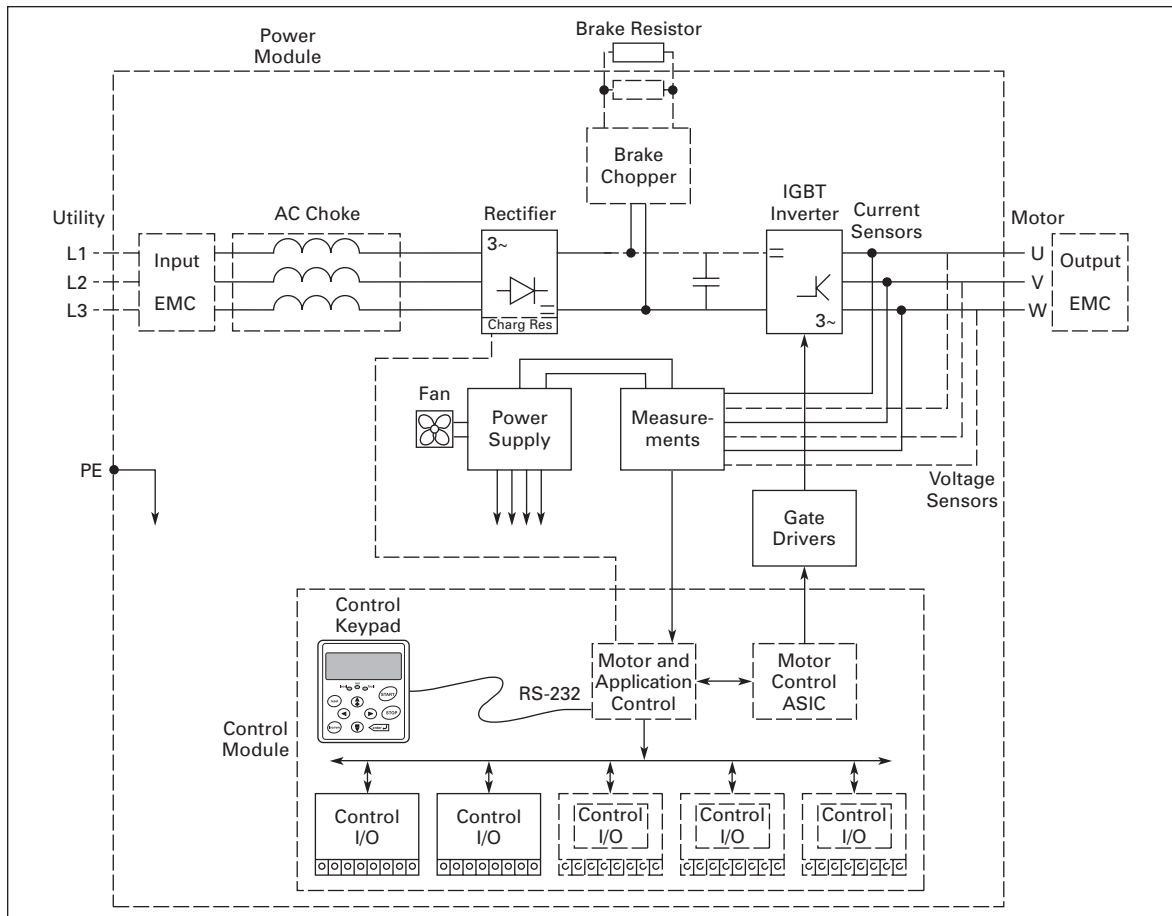 Brake Resistor
Power
Module
Brake
Chopper
IGBT
Inverter
Current
Sensors
Utility
AC Choke
Rectifier
Motor
L1
L2
L3
Input
EMC
3~
Charg Res
3~
U
V
W
Output
EMC
Fan
Power
Supply
Measure-
ments
PE
Voltage
Sensors
Gate
Drivers
Control
Keypad
START
STOP
RS-232
Motor and
Application
Control
Motor
Control
ASIC
Control
Module
Control
I/O
Control
I/O
Control
I/O
Control
I/O
Control
I/O